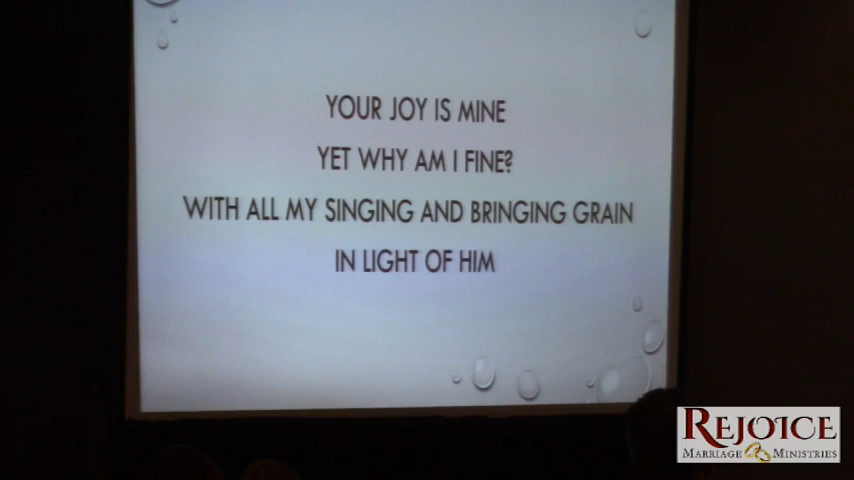 YOUR JOY IS MINE
YET WHY AM I FINE?
WITH ALL MY SINGING AND BRINGING GRAIN
IN LIGHT OF HIM
REJOICE
MARRIAGE MINISTRIES